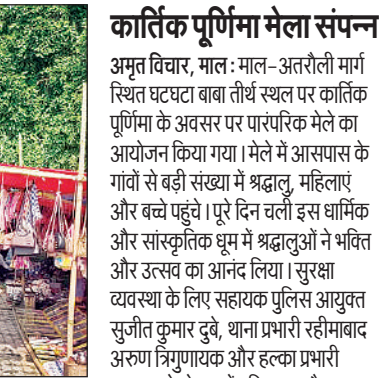 कार्तिक पूर्णिमा मेला संपन्न
अमृत विचार, माल : माल-अतरौली मार्ग
स्थित घटघटा बाबा तीर्थ स्थल पर कार्तिक
पूर्णिमा के अवसर पर पारंपरिक मेले का
आयोजन किया गया । मेले में आसपास के
गांवों से बड़ी संख्या में श्रद्धालु, महिलाएं
और बच्चे पहुंचे । पूरे दिन चली इस धार्मिक
और सांस्कृतिक धूम में श्रद्धालुओं ने भक्ति
और उत्सव का आनंद लिया । सुरक्षा
व्यवस्था के लिए सहायक पुलिस आयुक्त
सुजीत कुमार दुबे, थाना प्रभारी रहीमाबाद
अरुण त्रिगुणायक और हल्का प्रभारी